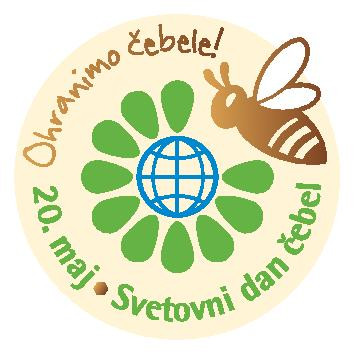 Ohranimo čebele!
20. maj • Svetovni dan čebel